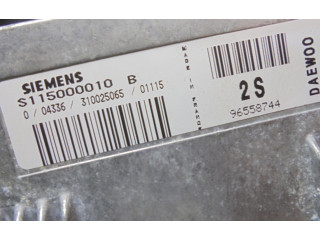 SIEMENS
S115000010 B
0 / 04336 / 310025065 / 01115
MADE IN FRANCE
2S
96558744
DAEWOO